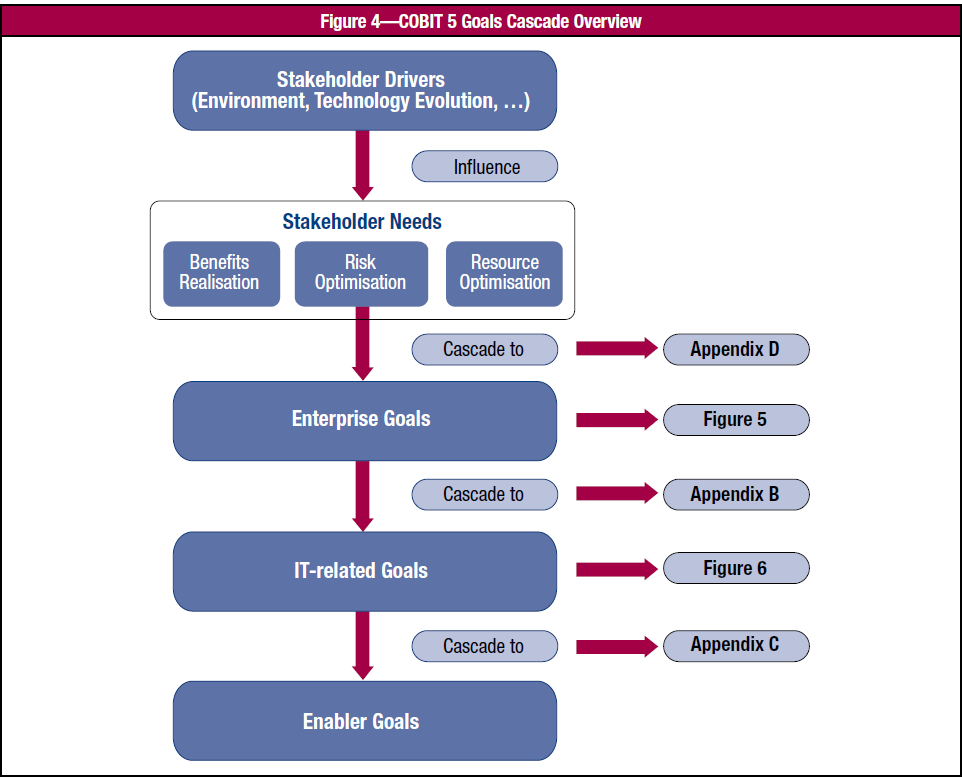 Figure 4—COBIT 5 Goals Cascade Overview
Stakeholder Drivers
(Environment, Technology Evolution, …)
Influence
Stakeholder Needs
Benefits
Realisation
Risk
Optimisation
Resource
Optimisation
Cascade to
Appendix D
Enterprise Goals
Figure 5
Cascade to
Appendix B
IT-related Goals
Figure 6
Cascade to
Appendix C
Enabler Goals